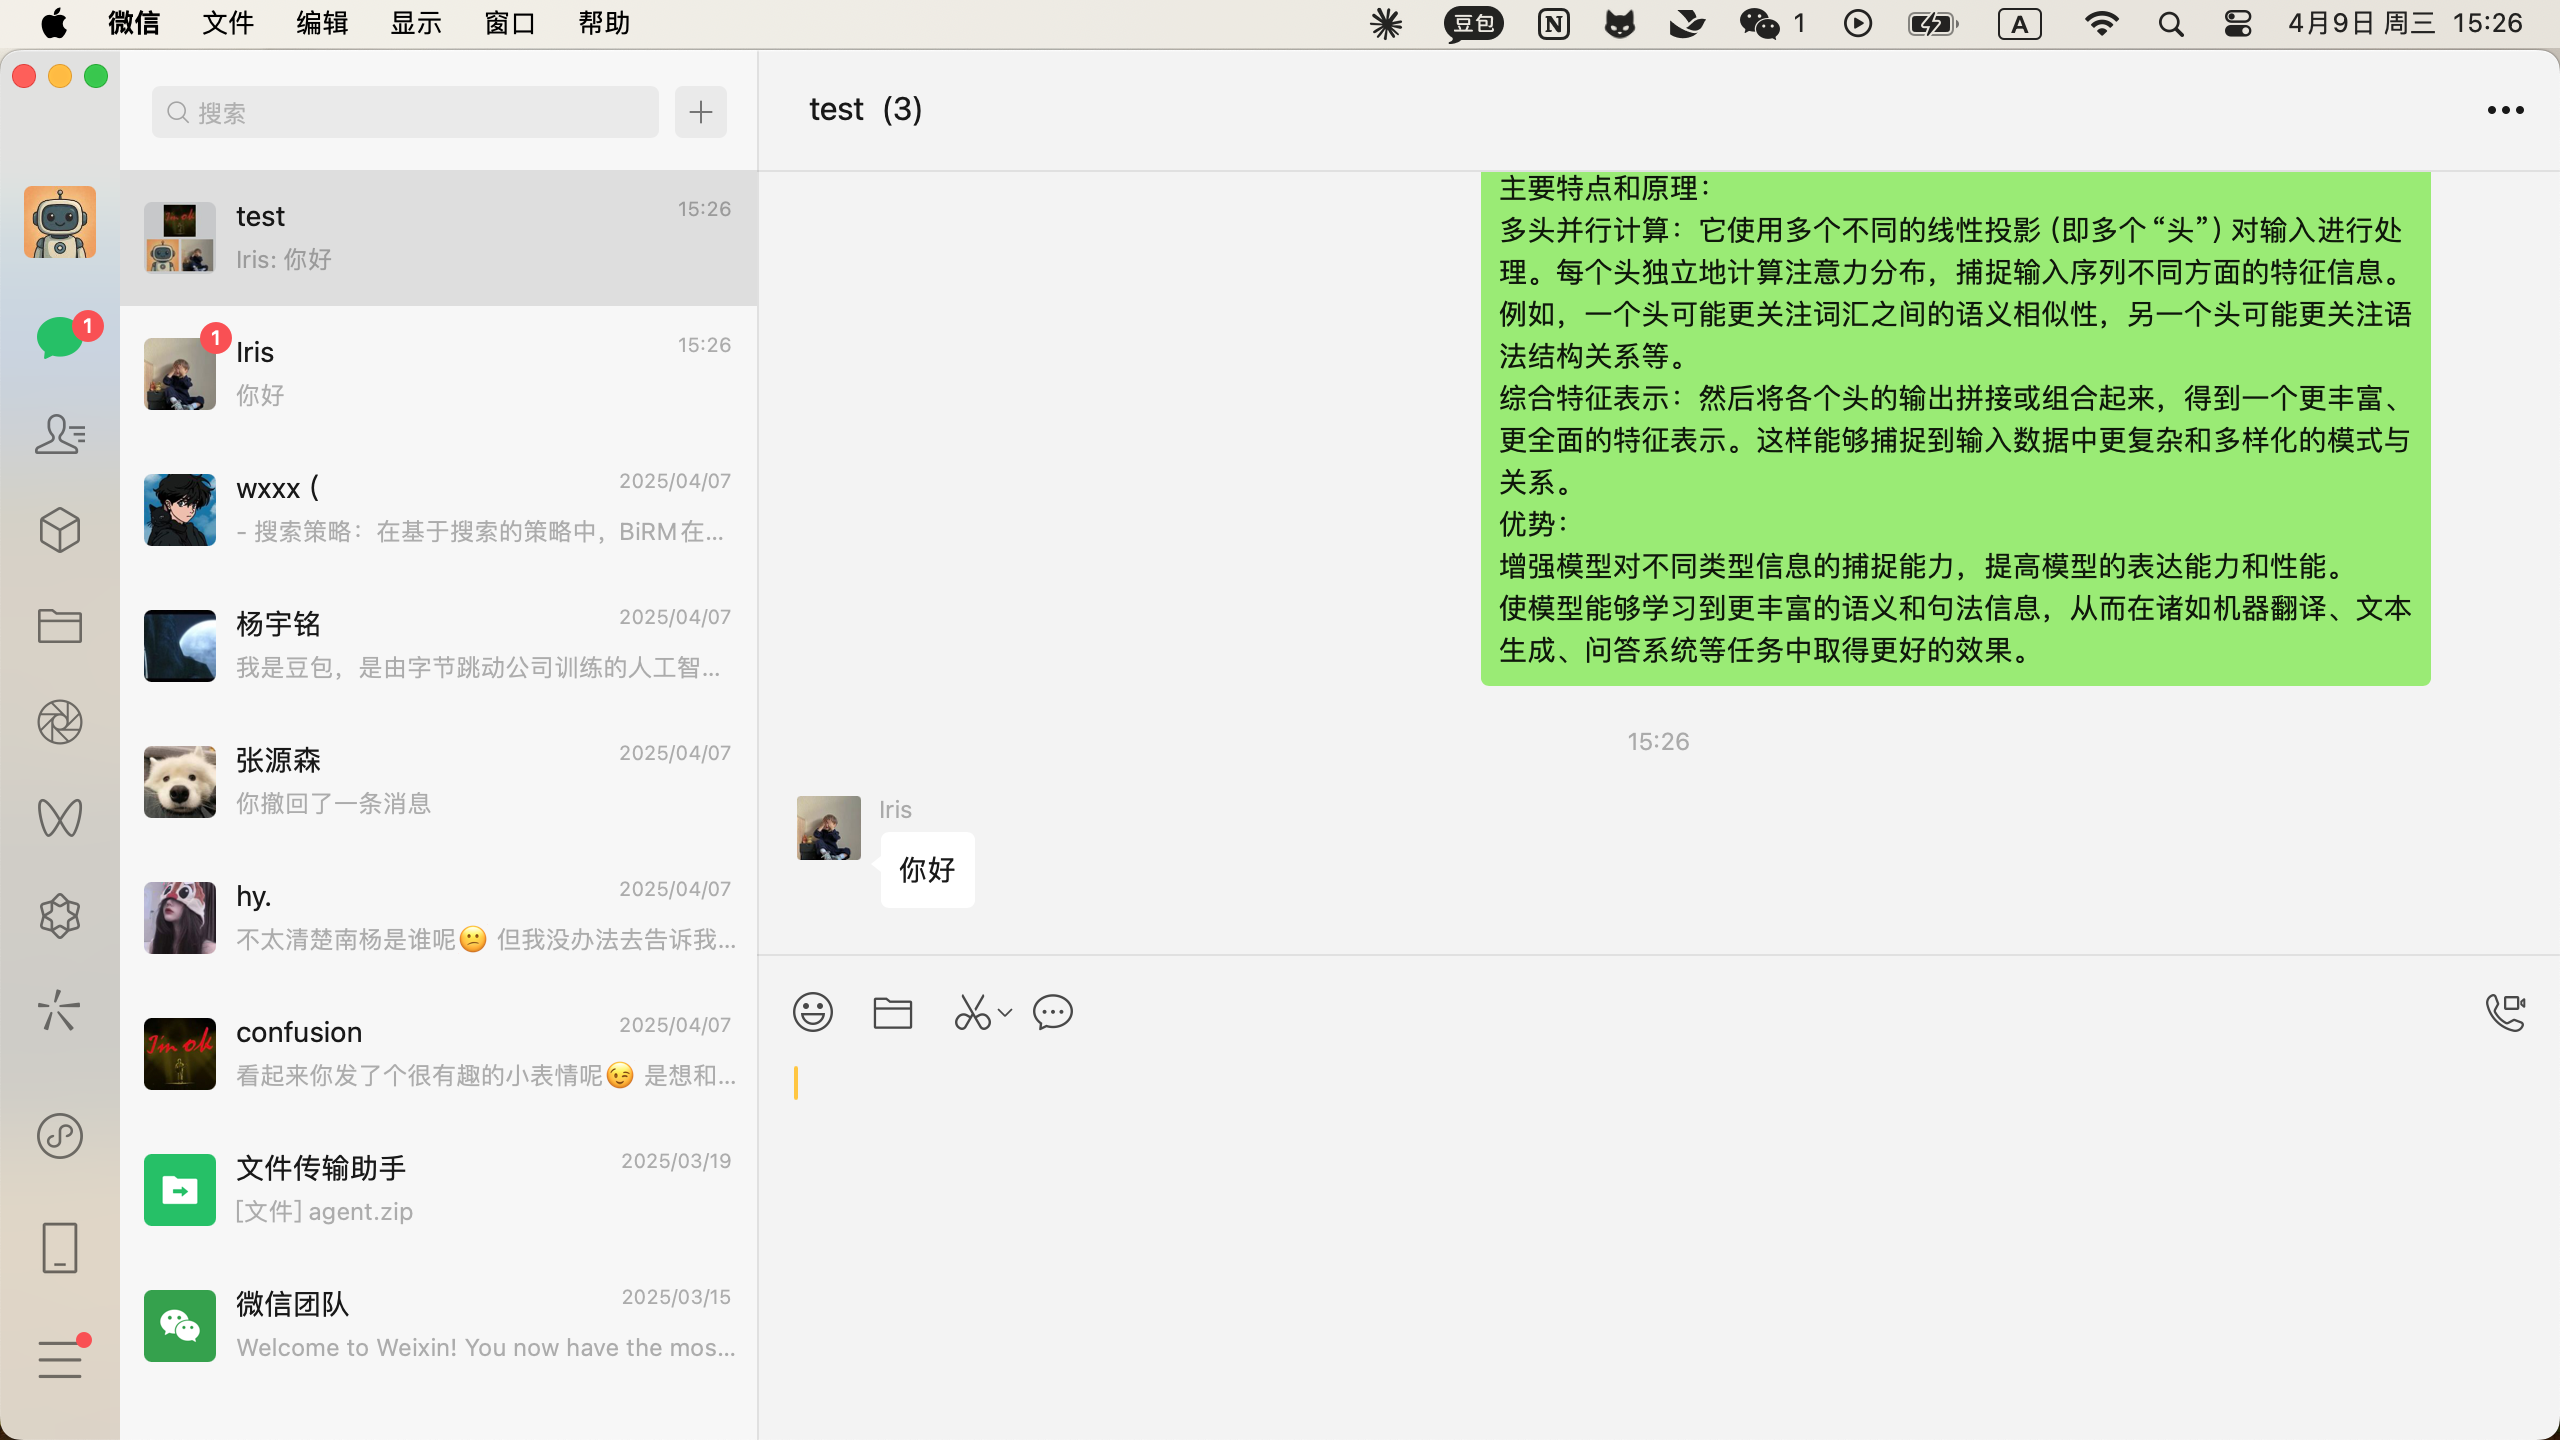 微信 文件 编辑 显示 窗口 帮助 豆包 N 1 A 4月9日 周三 15:26
搜索
test (3)
test 15:26
Iris: 你好
1
1
Iris 15:26
你好
wxxx ( 2025/04/07
- 搜索策略：在基于搜索的策略中，BiRM在...
杨宇铭 2025/04/07
我是豆包，是由字节跳动公司训练的人工智...
张源森 2025/04/07
你撤回了一条消息
hy. 2025/04/07
不太清楚南杨是谁呢😕 但我没办法去告诉我...
I'm ok
confusion 2025/04/07
看起来你发了个很有趣的小表情呢😉 是想和...
文件传输助手 2025/03/19
[文件] agent.zip
微信团队 2025/03/15
Welcome to Weixin! You now have the mos...
主要特点和原理：
多头并行计算：它使用多个不同的线性投影（即多个“头”）对输入进行处
理。每个头独立地计算注意力分布，捕捉输入序列不同方面的特征信息。
例如，一个头可能更关注词汇之间的语义相似性，另一个头可能更关注语
法结构关系等。
综合特征表示：然后将各个头的输出拼接或组合起来，得到一个更丰富、
更全面的特征表示。这样能够捕捉到输入数据中更复杂和多样化的模式与
关系。
优势：
增强模型对不同类型信息的捕捉能力，提高模型的表达能力和性能。
使模型能够学习到更丰富的语义和句法信息，从而在诸如机器翻译、文本
生成、问答系统等任务中取得更好的效果。
15:26
Iris
你好